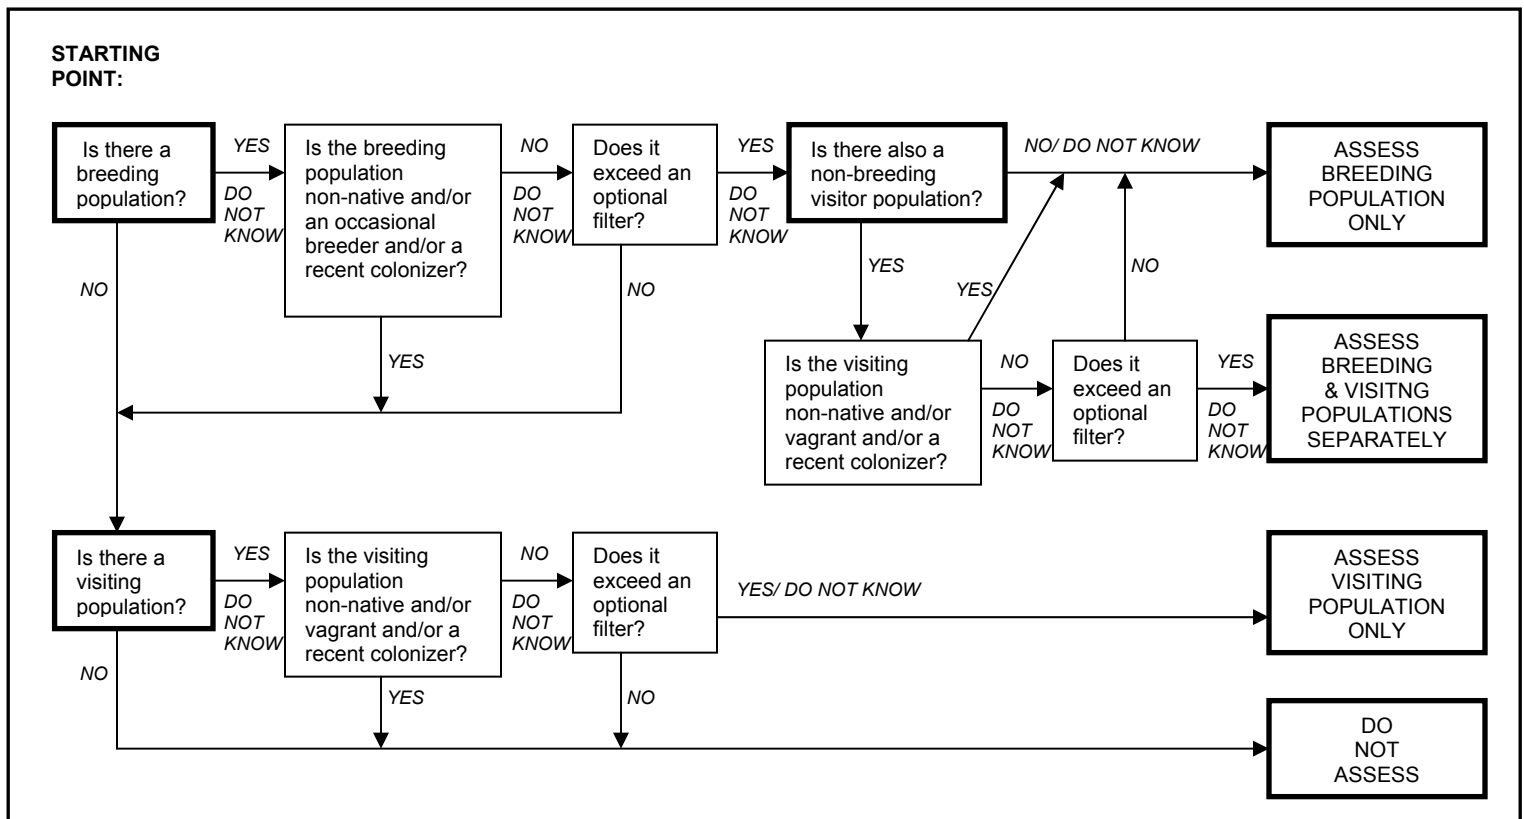 STARTING
POINT:
Is there a
breeding
population?
YES
DO
NOT
KNOW
Is the breeding
population
non-native and/or
an occasional
breeder and/or a
recent colonizer?
NO
DO
NOT
KNOW
Does it
exceed an
optional
filter?
YES
DO
NOT
KNOW
Is there also a
non-breeding
visitor population?
NO/ DO NOT KNOW
ASSESS
BREEDING
POPULATION
ONLY
NO
YES
NO
YES
YES
NO
Is the visiting
population
non-native and/or
vagrant and/or a
recent colonizer?
NO
DO
NOT
KNOW
Does it
exceed an
optional
filter?
YES
DO
NOT
KNOW
ASSESS
BREEDING
& VISITNG
POPULATIONS
SEPARATELY
Is there a
visiting
population?
YES
DO
NOT
KNOW
Is the visiting
population
non-native and/or
vagrant and/or a
recent colonizer?
NO
DO
NOT
KNOW
Does it
exceed an
optional
filter?
YES/ DO NOT KNOW
ASSESS
VISITING
POPULATION
ONLY
NO
YES
NO
DO
NOT
ASSESS